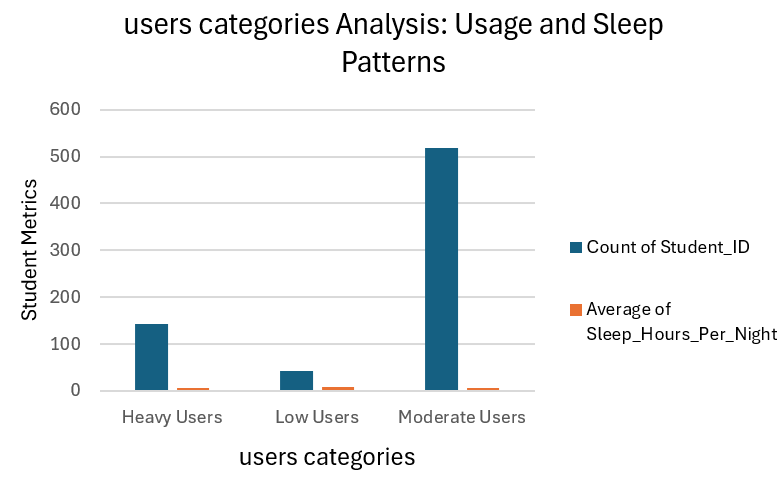 users categories Analysis: Usage and Sleep
Patterns
600
500
400
300
200
100
0
Student Metrics
Heavy Users
Low Users
Moderate Users
users categories
Count of Student_ID
Average of
Sleep_Hours_Per_Night